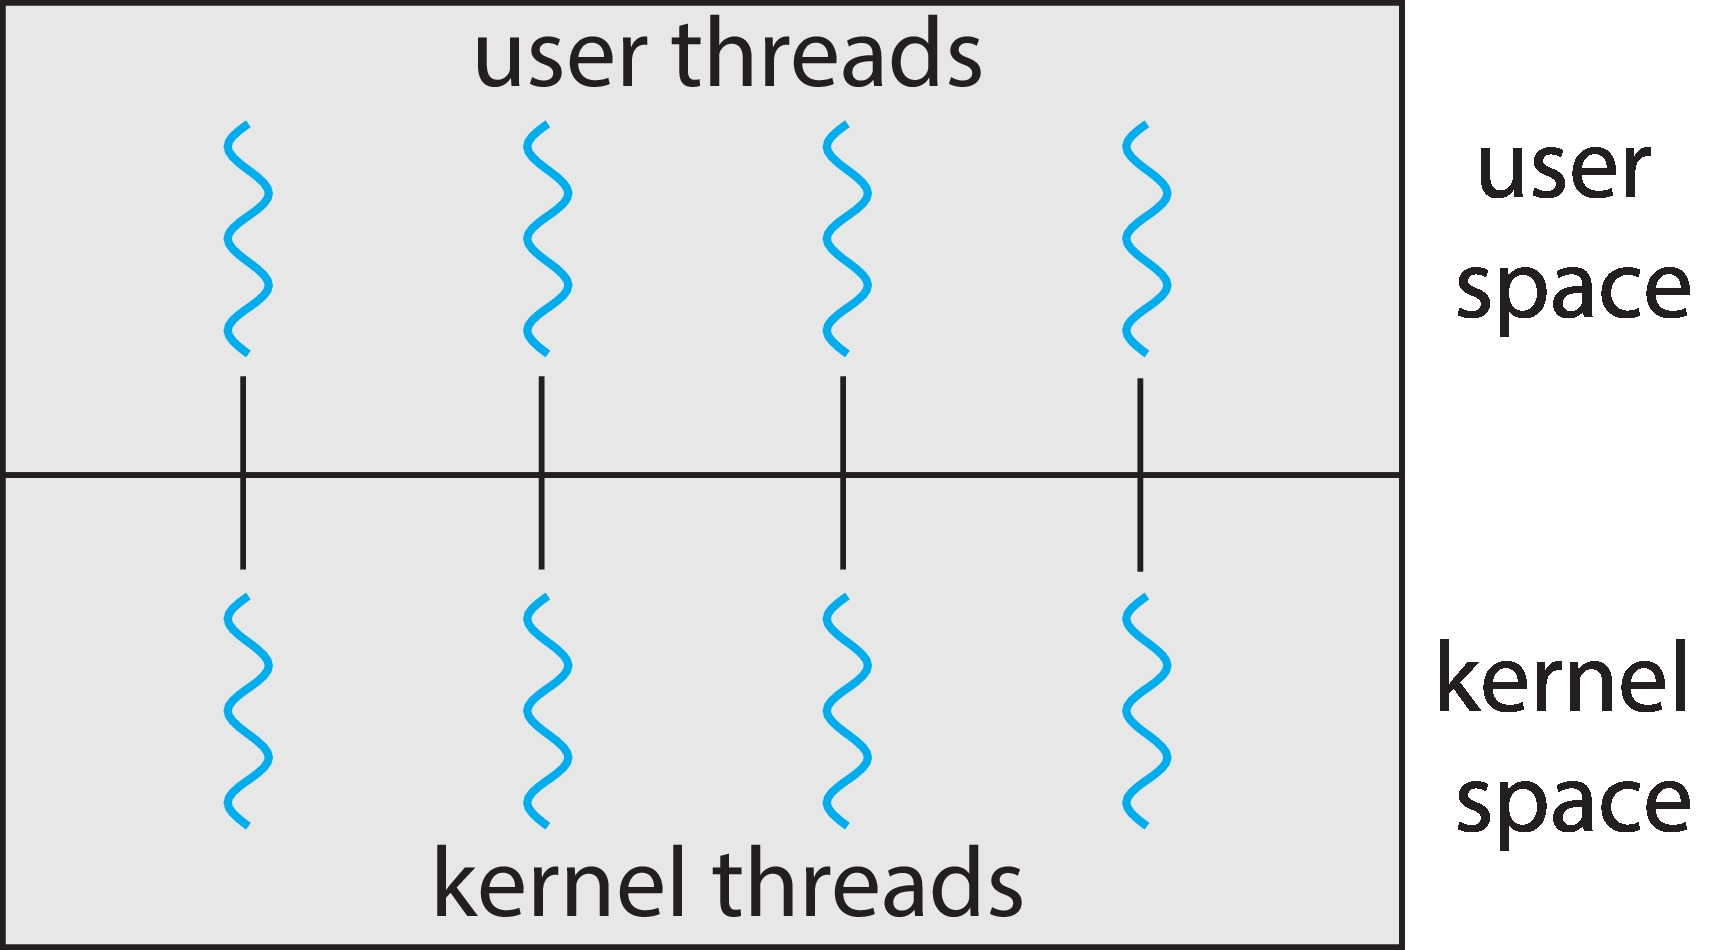 user threads
user
space
kernel
space
kernel threads